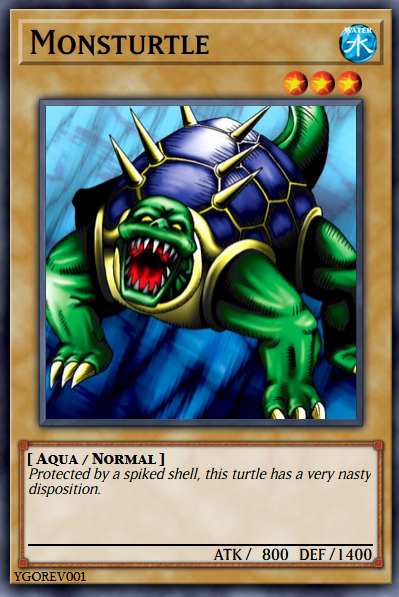 Monsturtle
WATER
水
[ Aqua / Normal ]
Protected by a spiked shell, this turtle has a very nasty
disposition.
ATK / 800 DEF /1400
YGOREV001